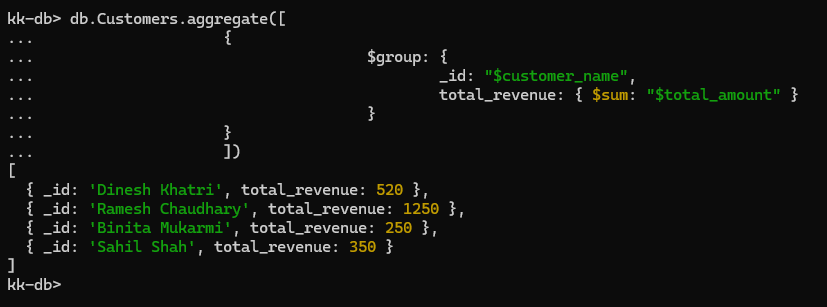 kk-db> db.Customers.aggregate([
... {
... $group: {
... _id: "$customer_name",
... total_revenue: { $sum: "$total_amount" }
... }
... }
... ])
[
{ _id: 'Dinesh Khatri', total_revenue: 520 },
{ _id: 'Ramesh Chaudhary', total_revenue: 1250 },
{ _id: 'Binita Mukarmi', total_revenue: 250 },
{ _id: 'Sahil Shah', total_revenue: 350 }
]
kk-db>